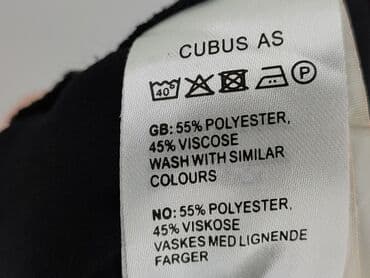 CUBUS AS
40° P
GB: 55% POLYESTER,
45% VISCOSE
WASH WITH SIMILAR
COLOURS
NO: 55% POLYESTER,
45% VISKOSE
VASKES MED LIGNENDE
FARGER